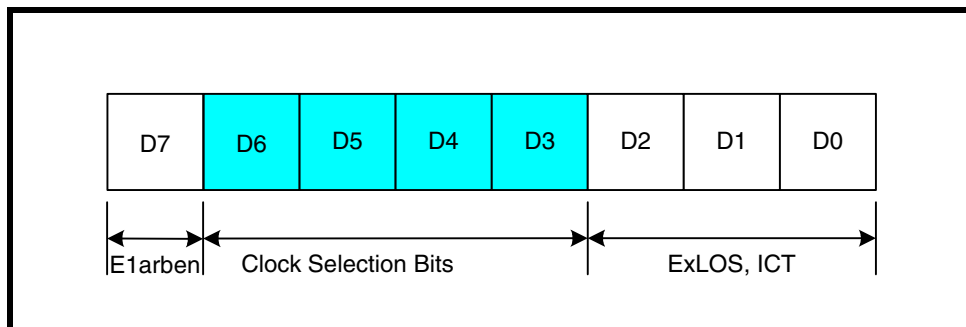 D7 D6 D5 D4 D3 D2 D1 D0
E1arben Clock Selection Bits ExLOS, ICT